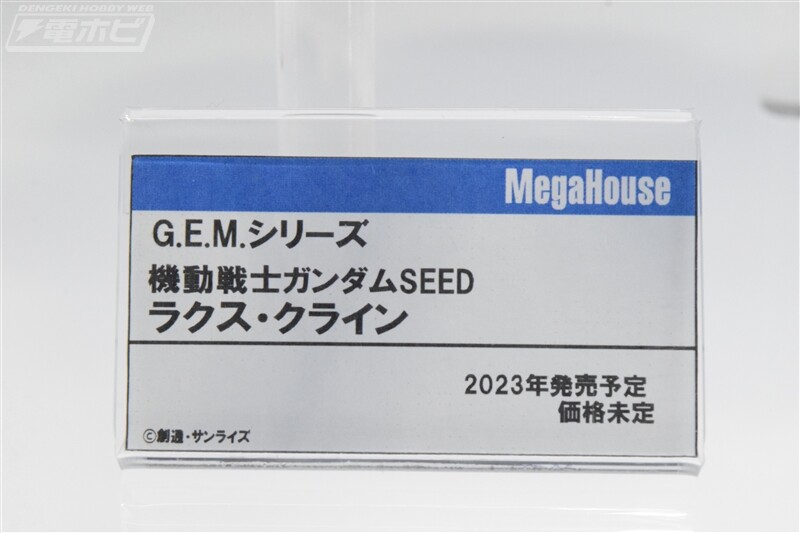 DENGEKI HOBBY WEB
電ホビ
MegaHouse
G.E.M.シリーズ
機動戦士ガンダムSEED
ラクス・クライン
2023年発売予定
価格未定
©創通・サンライズ